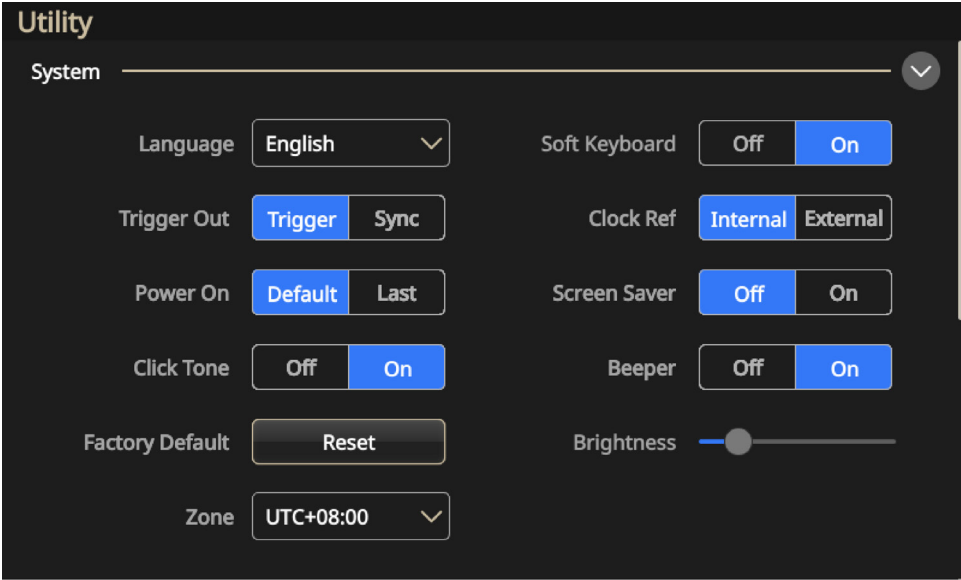 Utility
System
Language English Soft Keyboard Off On
Trigger Out Trigger Sync Clock Ref Internal External
Power On Default Last Screen Saver Off On
Click Tone Off On Beeper Off On
Factory Default Reset Brightness
Zone UTC+08:00